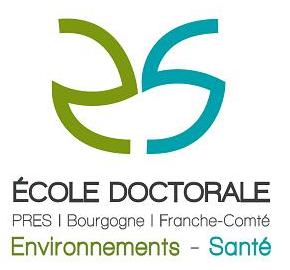 ÉCOLE DOCTORALE
PRES | Bourgogne | Franche-Comté
Environnements - Santé